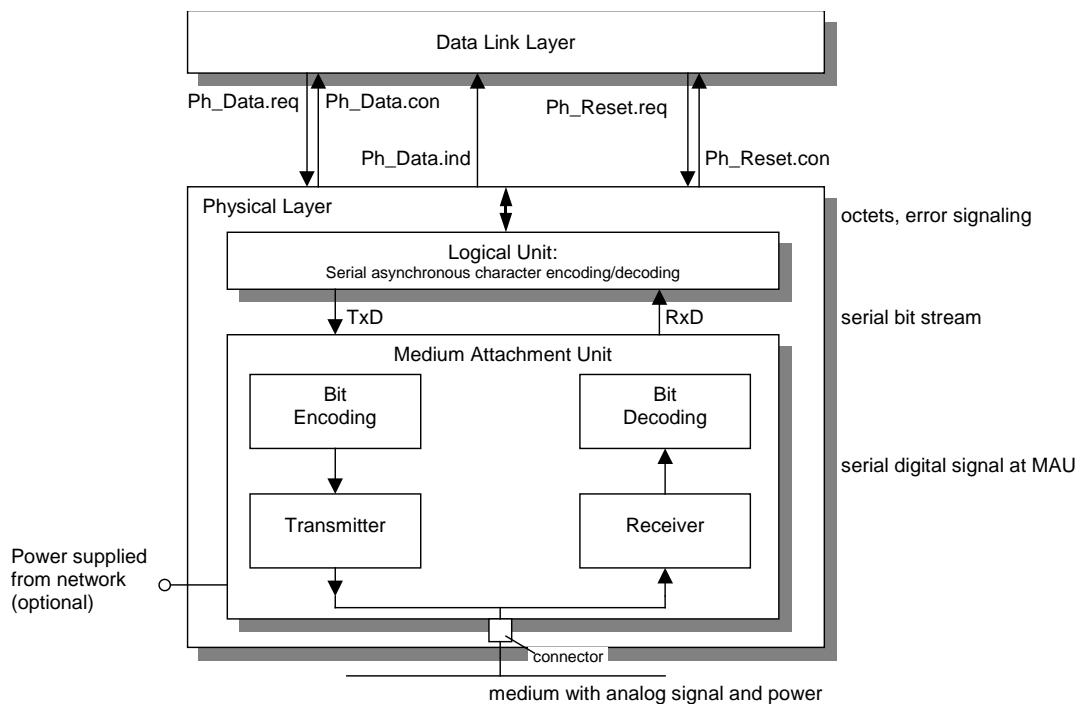 Data Link Layer
Ph_Data.req
Ph_Data.con
Ph_Reset.req
Ph_Data.ind
Ph_Reset.con
Physical Layer
octets, error signaling
Logical Unit:
Serial asynchronous character encoding/decoding
TxD
RxD
serial bit stream
Medium Attachment Unit
Bit
Encoding
Bit
Decoding
serial digital signal at MAU
Transmitter
Receiver
Power supplied
from network
(optional)
connector
medium with analog signal and power